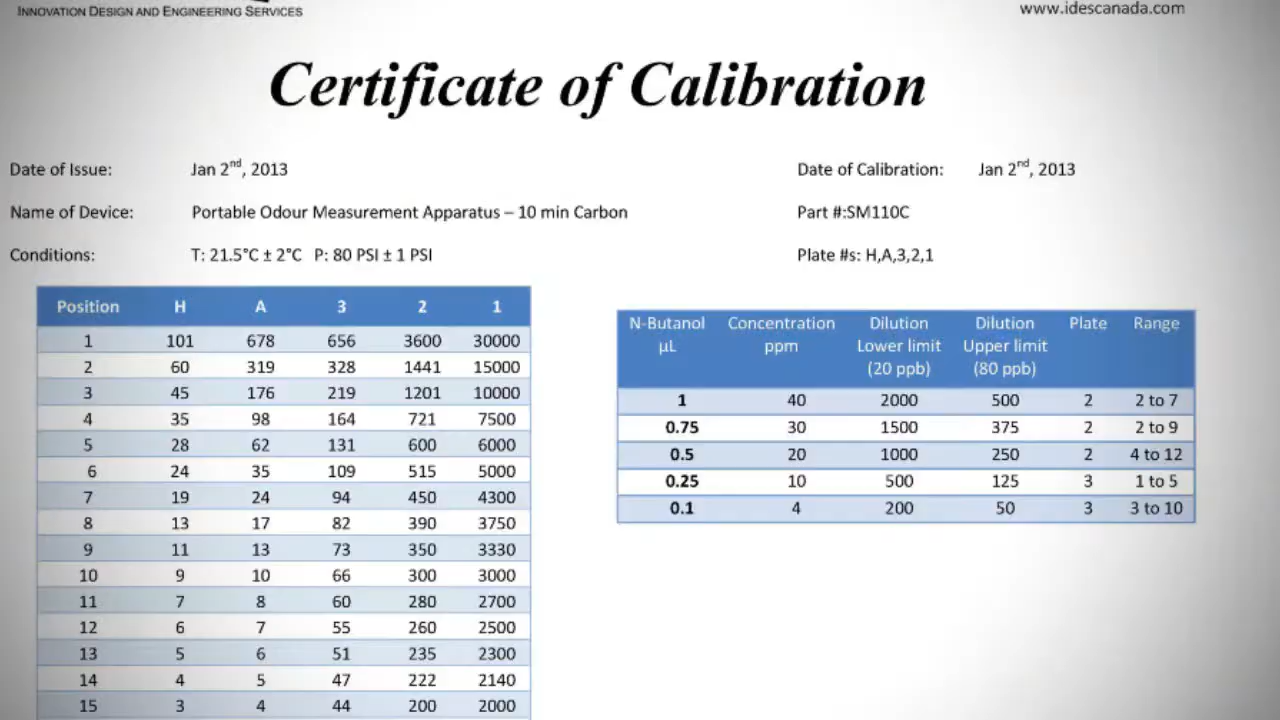 INNOVATION DESIGN AND ENGINEERING SERVICES
www.idescanada.com
Certificate of Calibration
Date of Issue: Jan 2nd, 2013 Date of Calibration: Jan 2nd, 2013
Name of Device: Portable Odour Measurement Apparatus – 10 min Carbon Part #:SM110C
Conditions: T: 21.5°C ± 2°C P: 80 PSI ± 1 PSI Plate #s: H,A,3,2,1
Position H A 3 2 1
1 101 678 656 3600 30000
2 60 319 328 1441 15000
3 45 176 219 1201 10000
4 35 98 164 721 7500
5 28 62 131 600 6000
6 24 35 109 515 5000
7 19 24 94 450 4300
8 13 17 82 390 3750
9 11 13 73 350 3330
10 9 10 66 300 3000
11 7 8 60 280 2700
12 6 7 55 260 2500
13 5 6 51 235 2300
14 4 5 47 222 2140
15 3 4 44 200 2000
N-Butanol Concentration Dilution Dilution Plate Range
µL ppm Lower limit Upper limit
(20 ppb) (80 ppb)
1 40 2000 500 2 2 to 7
0.75 30 1500 375 2 2 to 9
0.5 20 1000 250 2 4 to 12
0.25 10 500 125 3 1 to 5
0.1 4 200 50 3 3 to 10